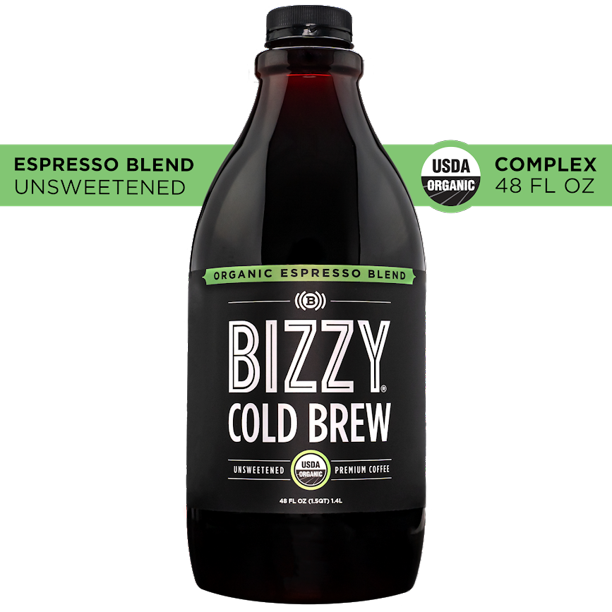 ESPRESSO BLEND
UNSWEETENED
USDA
ORGANIC
COMPLEX
48 FL OZ
ORGANIC ESPRESSO BLEND
B
BIZZY®
COLD BREW
UNSWEETENED
USDA
ORGANIC
PREMIUM COFFEE
48 FL OZ (1.5QT) 1.4L